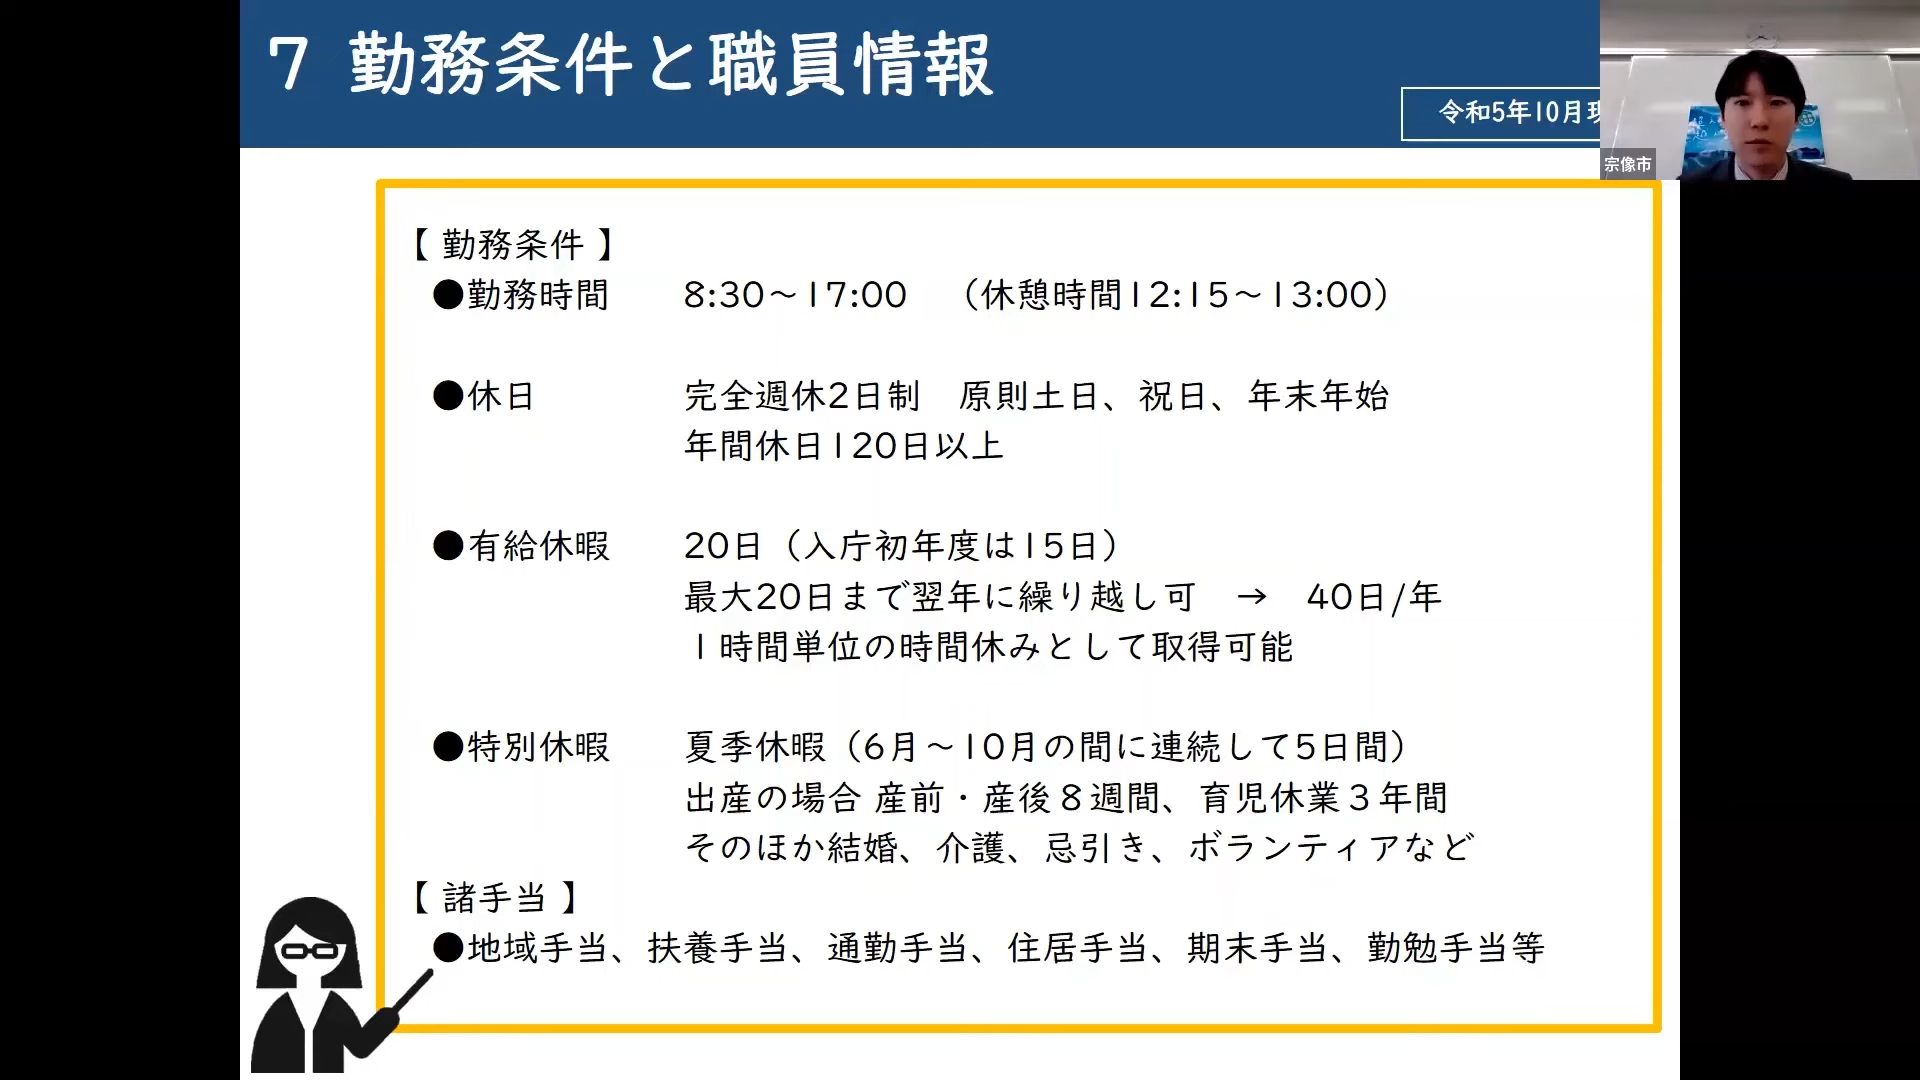 7 勤務条件と職員情報
令和5年10月現
宗像市
【 勤務条件 】
●勤務時間　　8:30～17:00　（休憩時間12:15～13:00）
●休日　　　　完全週休2日制　原則土日、祝日、年末年始
年間休日120日以上
●有給休暇　　20日（入庁初年度は15日）
最大20日まで翌年に繰り越し可　→　40日/年
１時間単位の時間休みとして取得可能
●特別休暇　　夏季休暇（6月～10月の間に連続して5日間）
出産の場合 産前・産後８週間、育児休業３年間
そのほか結婚、介護、忌引き、ボランティアなど
【 諸手当 】
●地域手当、扶養手当、通勤手当、住居手当、期末手当、勤勉手当等